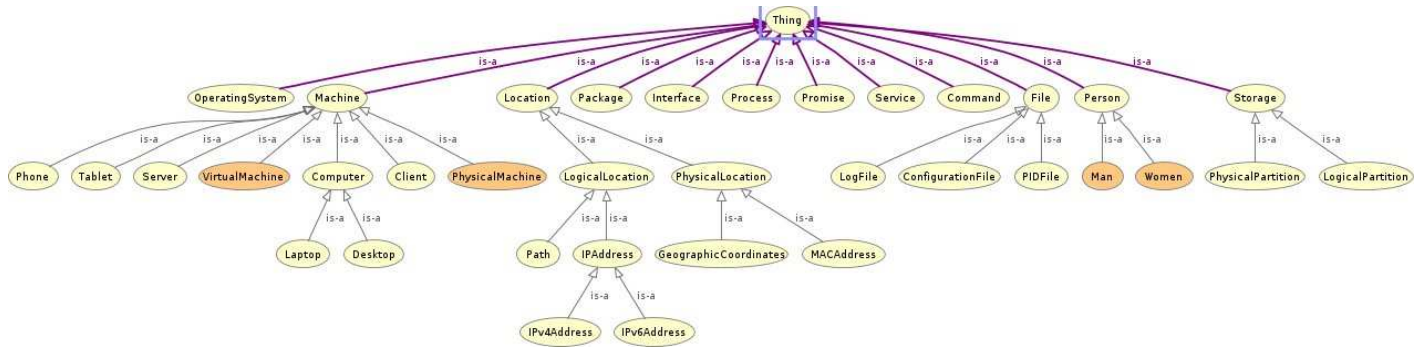 Thing
is-a is-a is-a is-a is-a is-a is-a is-a is-a is-a is-a is-a
OperatingSystem Machine Location Package Interface Process Promise Service Command File Person Storage
is-a is-a is-a is-a is-a is-a is-a is-a is-a is-a is-a is-a is-a is-a is-a is-a
Phone Tablet Server VirtualMachine Computer Client PhysicalMachine LogicalLocation PhysicalLocation LogFile ConfigurationFile PIDFile Man Women PhysicalPartition LogicalPartition
is-a is-a is-a is-a is-a is-a
Laptop Desktop Path IPAddress GeographicCoordinates MACAddress
is-a is-a
IPv4Address IPv6Address